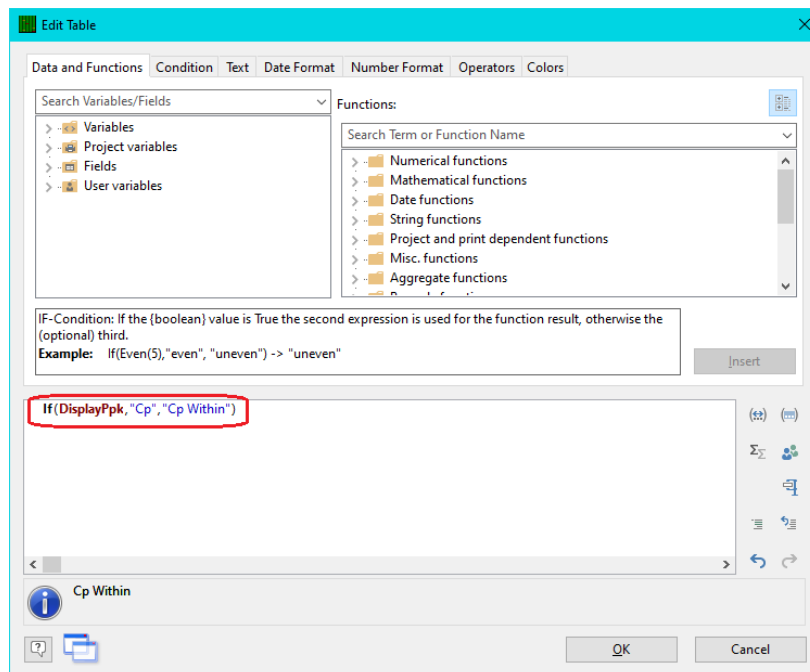 Edit Table
Data and Functions Condition Text Date Format Number Format Operators Colors
Search Variables/Fields
Functions:
Variables
Project variables
Fields
User variables
Search Term or Function Name
Numerical functions
Mathematical functions
Date functions
String functions
Project and print dependent functions
Misc. functions
Aggregate functions
IF-Condition: If the {boolean} value is True the second expression is used for the function result, otherwise the
(optional) third.
Example: If(Even(5),"even", "uneven") -> "uneven"
Insert
If(DisplayPpk,"Cp","Cp Within")
Cp Within
OK Cancel